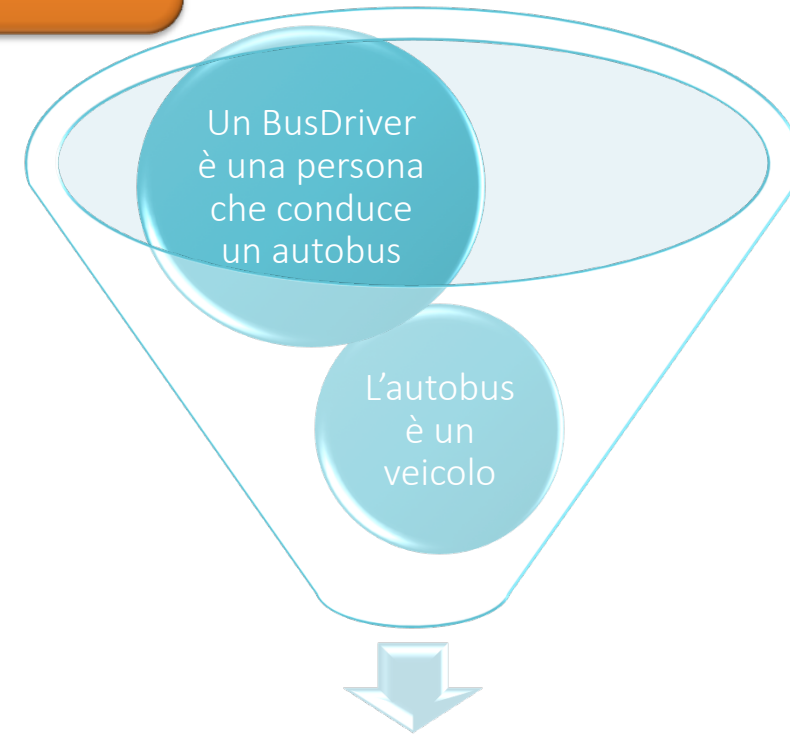 Un BusDriver
è una persona
che conduce
un autobus
L’autobus
è un
veicolo